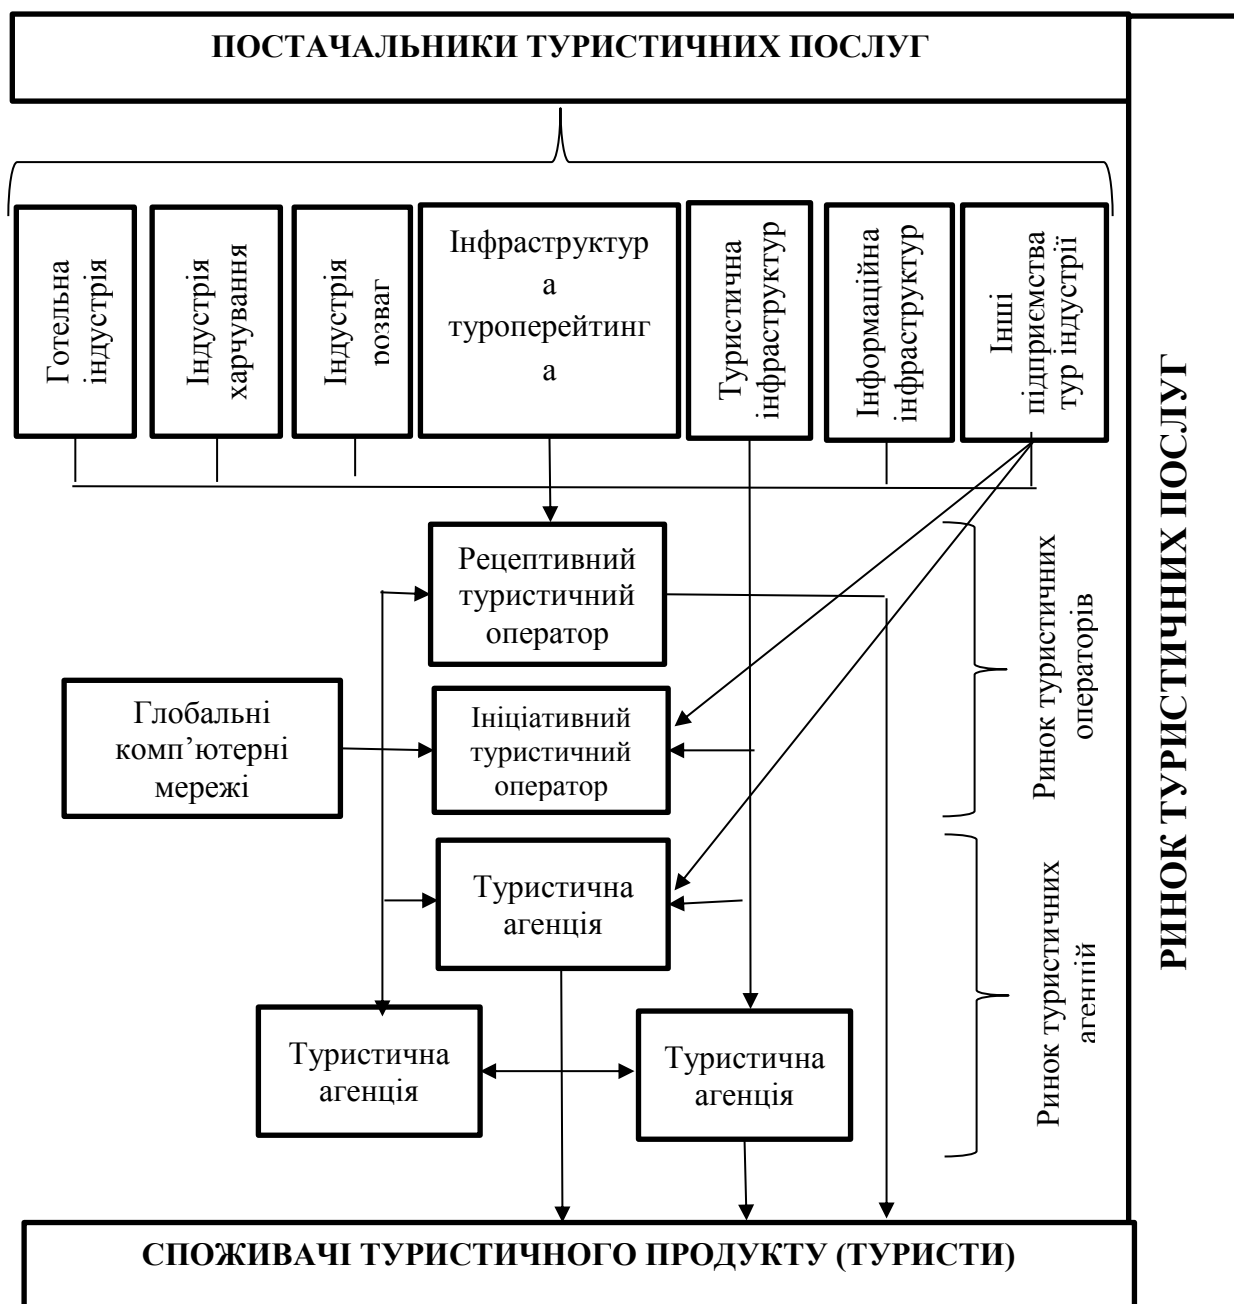 ПОСТАЧАЛЬНИКИ ТУРИСТИЧНИХ ПОСЛУГ
Готельна
індустрія
Індустрія
харчування
Індустрія
розваг
Інфраструктур
а
туроперейтинг
а
Туристична
інфраструктур
Інформаційна
інфраструктур
Інші
підприємства
тур індустрії
Рецептивний
туристичний
оператор
Глобальні
комп’ютерні
мережі
Ініціативний
туристичний
оператор
Туристична
агенція
Туристична
агенція
Туристична
агенція
Ринок туристичних
операторів
Ринок туристичних
агенцій
РИНОК ТУРИСТИЧНИХ ПОСЛУГ
СПОЖИВАЧІ ТУРИСТИЧНОГО ПРОДУКТУ (ТУРИСТИ)